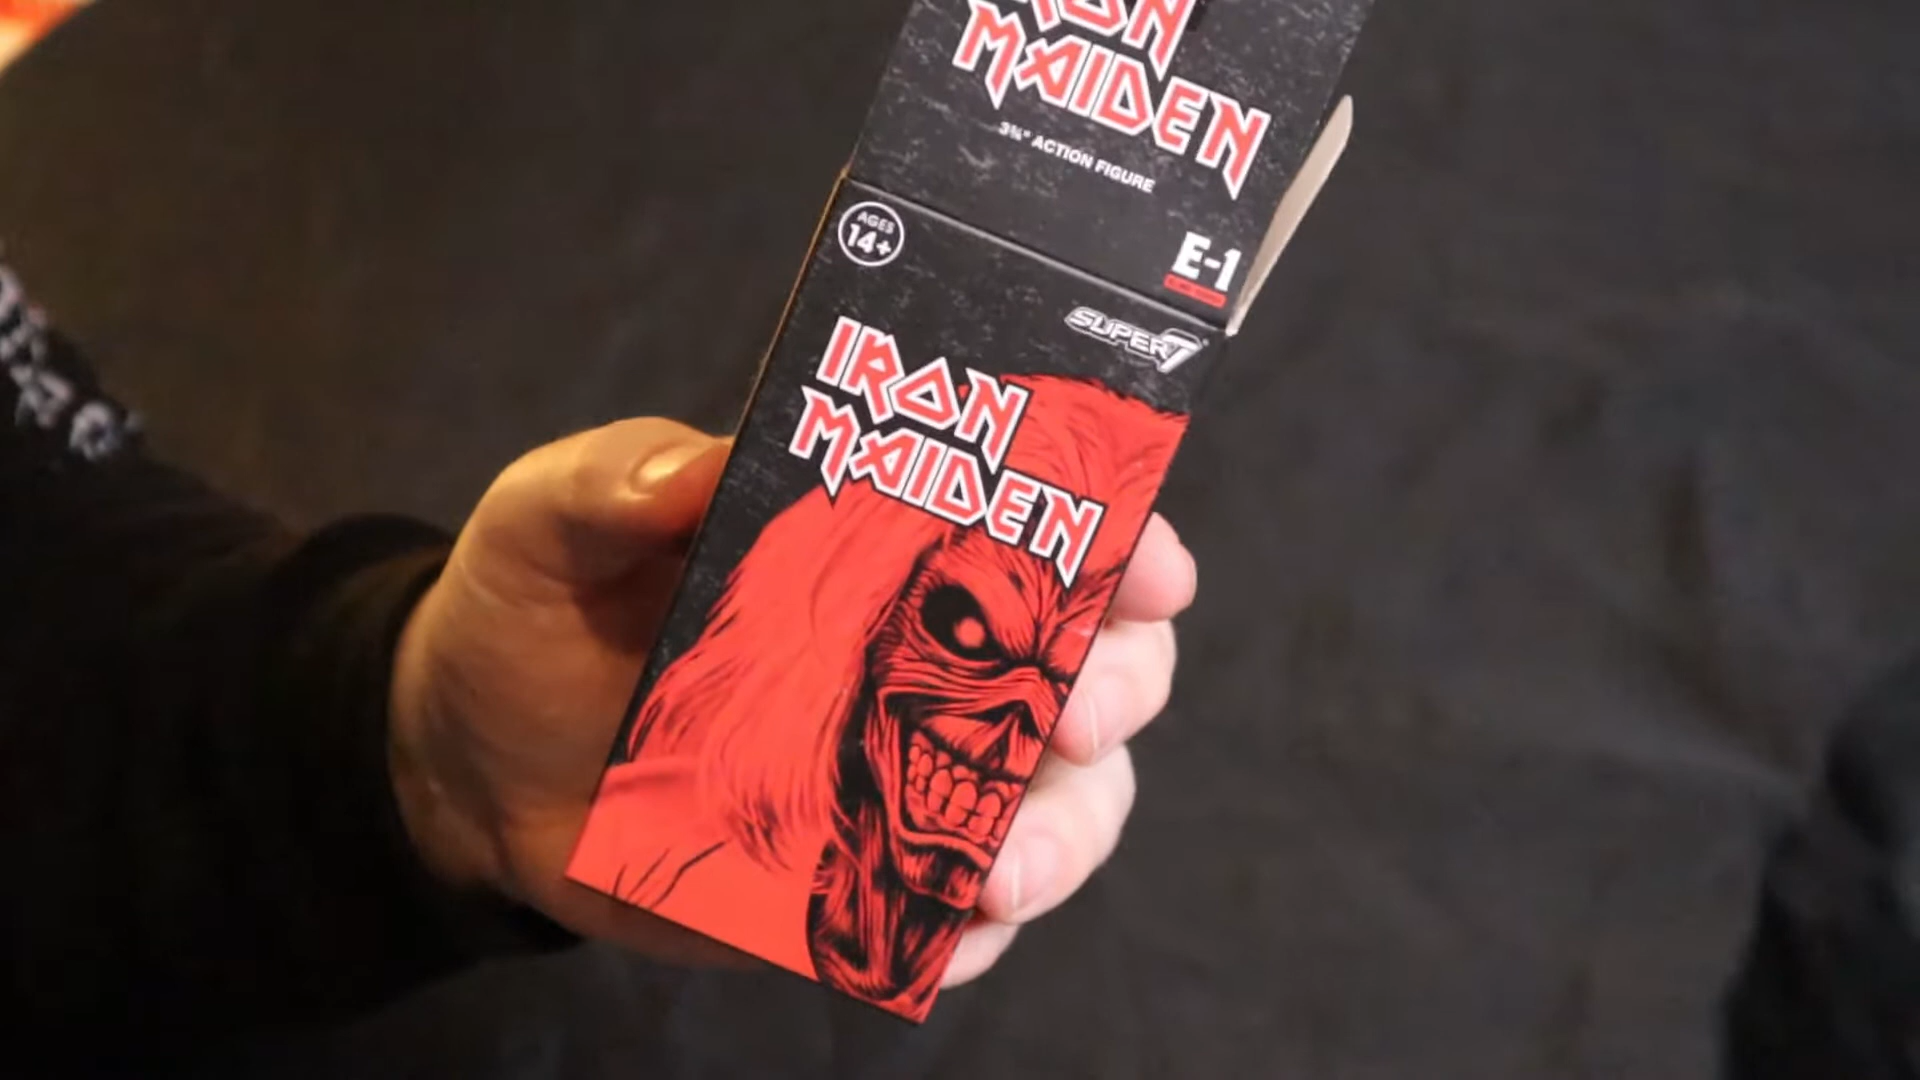 IRON
MAIDEN
3¾" ACTION FIGURE
E-1
AGES
14+
SUPER7
IRON
MAIDEN